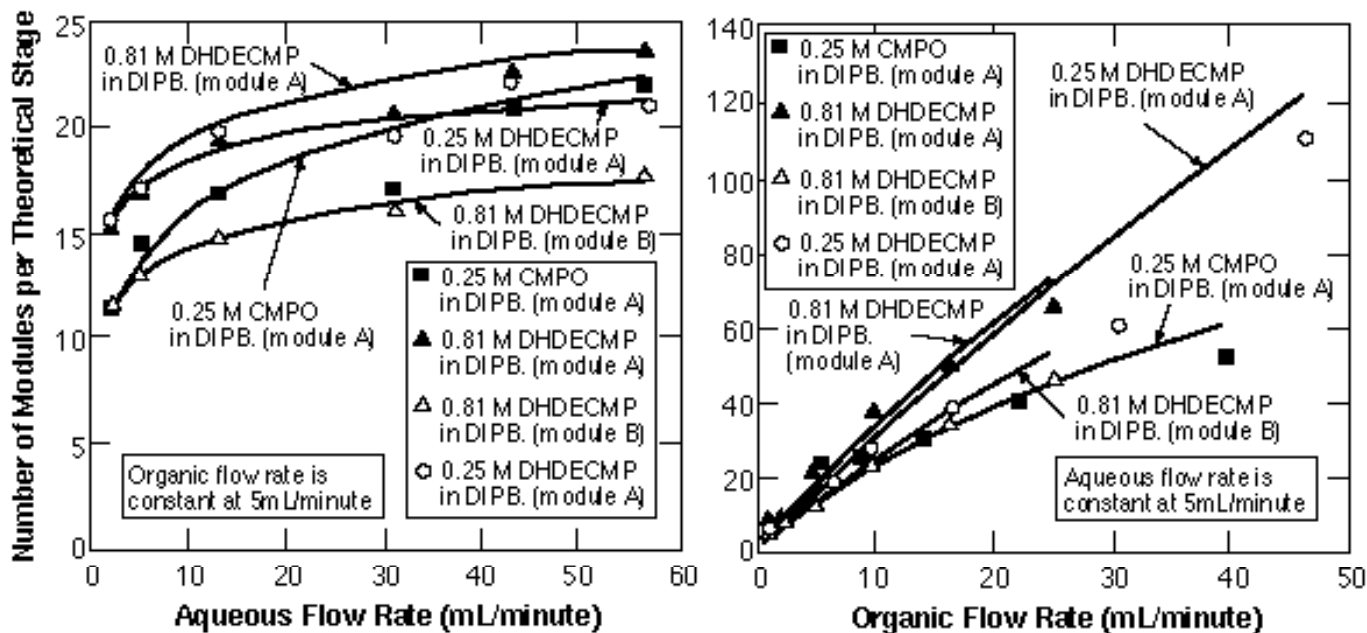 Number of Modules per Theoretical Stage
25
20
15
10
5
0
0.81 M DHDECMP
in DIPB. (module A)
0.25 M DHDECMP
in DIPB. (module A)
0.81 M DHDECMP
in DIPB. (module B)
0.25 M CMPO
in DIPB. (module A)
0.25 M CMPO
in DIPB. (module A)
0.81 M DHDECMP
in DIPB. (module A)
0.81 M DHDECMP
in DIPB. (module B)
0.25 M DHDECMP
in DIPB. (module A)
Organic flow rate is
constant at 5mL/minute
0 10 20 30 40 50 60
Aqueous Flow Rate (mL/minute)
140
120
100
80
60
40
20
0
0.25 M CMPO
in DIPB. (module A)
0.81 M DHDECMP
in DIPB. (module A)
0.81 M DHDECMP
in DIPB. (module B)
0.25 M DHDECMP
in DIPB. (module A)
0.25 M DHDECMP
in DIPB. (module A)
0.25 M CMPO
in DIPB. (module A)
0.81 M DHDECMP
in DIPB.
(module A)
0.81 M DHDECMP
in DIPB. (module B)
Aqueous flow rate is
constant at 5mL/minute
0 10 20 30 40 50
Organic Flow Rate (mL/minute)